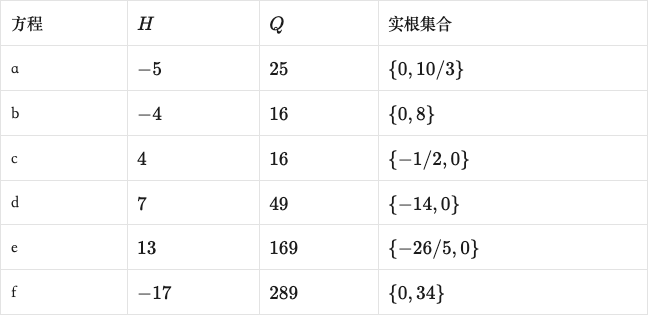 方程 H Q 实根集合
a −5 25 {0, 10/3}
b −4 16 {0, 8}
c 4 16 {−1/2, 0}
d 7 49 {−14, 0}
e 13 169 {−26/5, 0}
f −17 289 {0, 34}